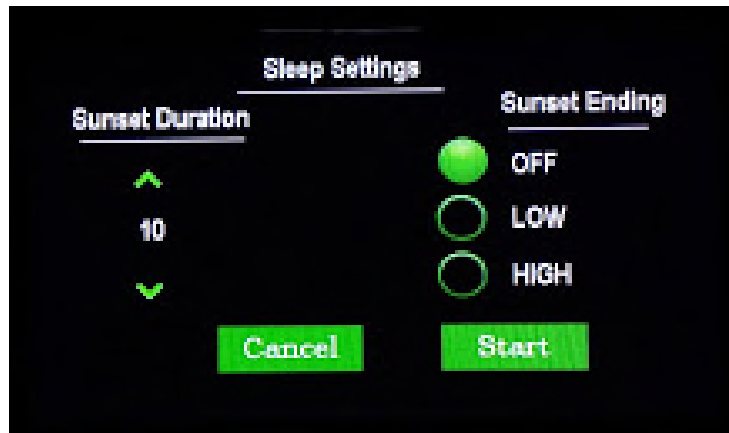 Sleep Settings
Sunset Duration
Sunset Ending
OFF
10
LOW
HIGH
Cancel
Start